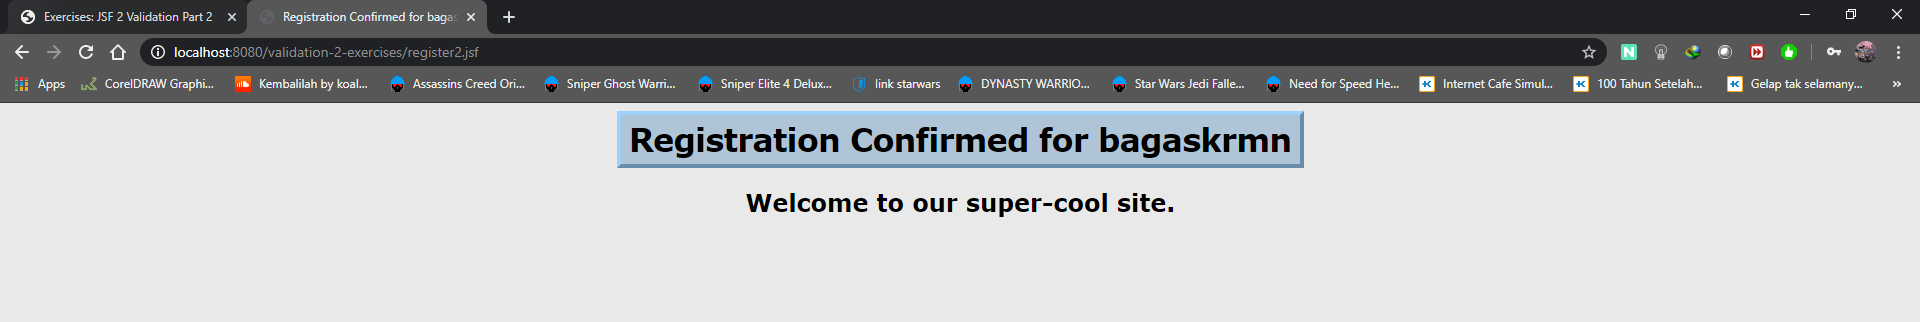 Exercises: JSF 2 Validation Part 2
Registration Confirmed for bagas
localhost:8080/validation-2-exercises/register2.jsf
Apps CorelDRAW Graphi... Kembalilah by koal... Assassins Creed Ori... Sniper Ghost Warri... Sniper Elite 4 Delux... link starwars DYNASTY WARRIO... Star Wars Jedi Falle... Need for Speed He... Internet Cafe Simul... 100 Tahun Setelah... Gelap tak selamany... »
Registration Confirmed for bagaskrmn
Welcome to our super-cool site.